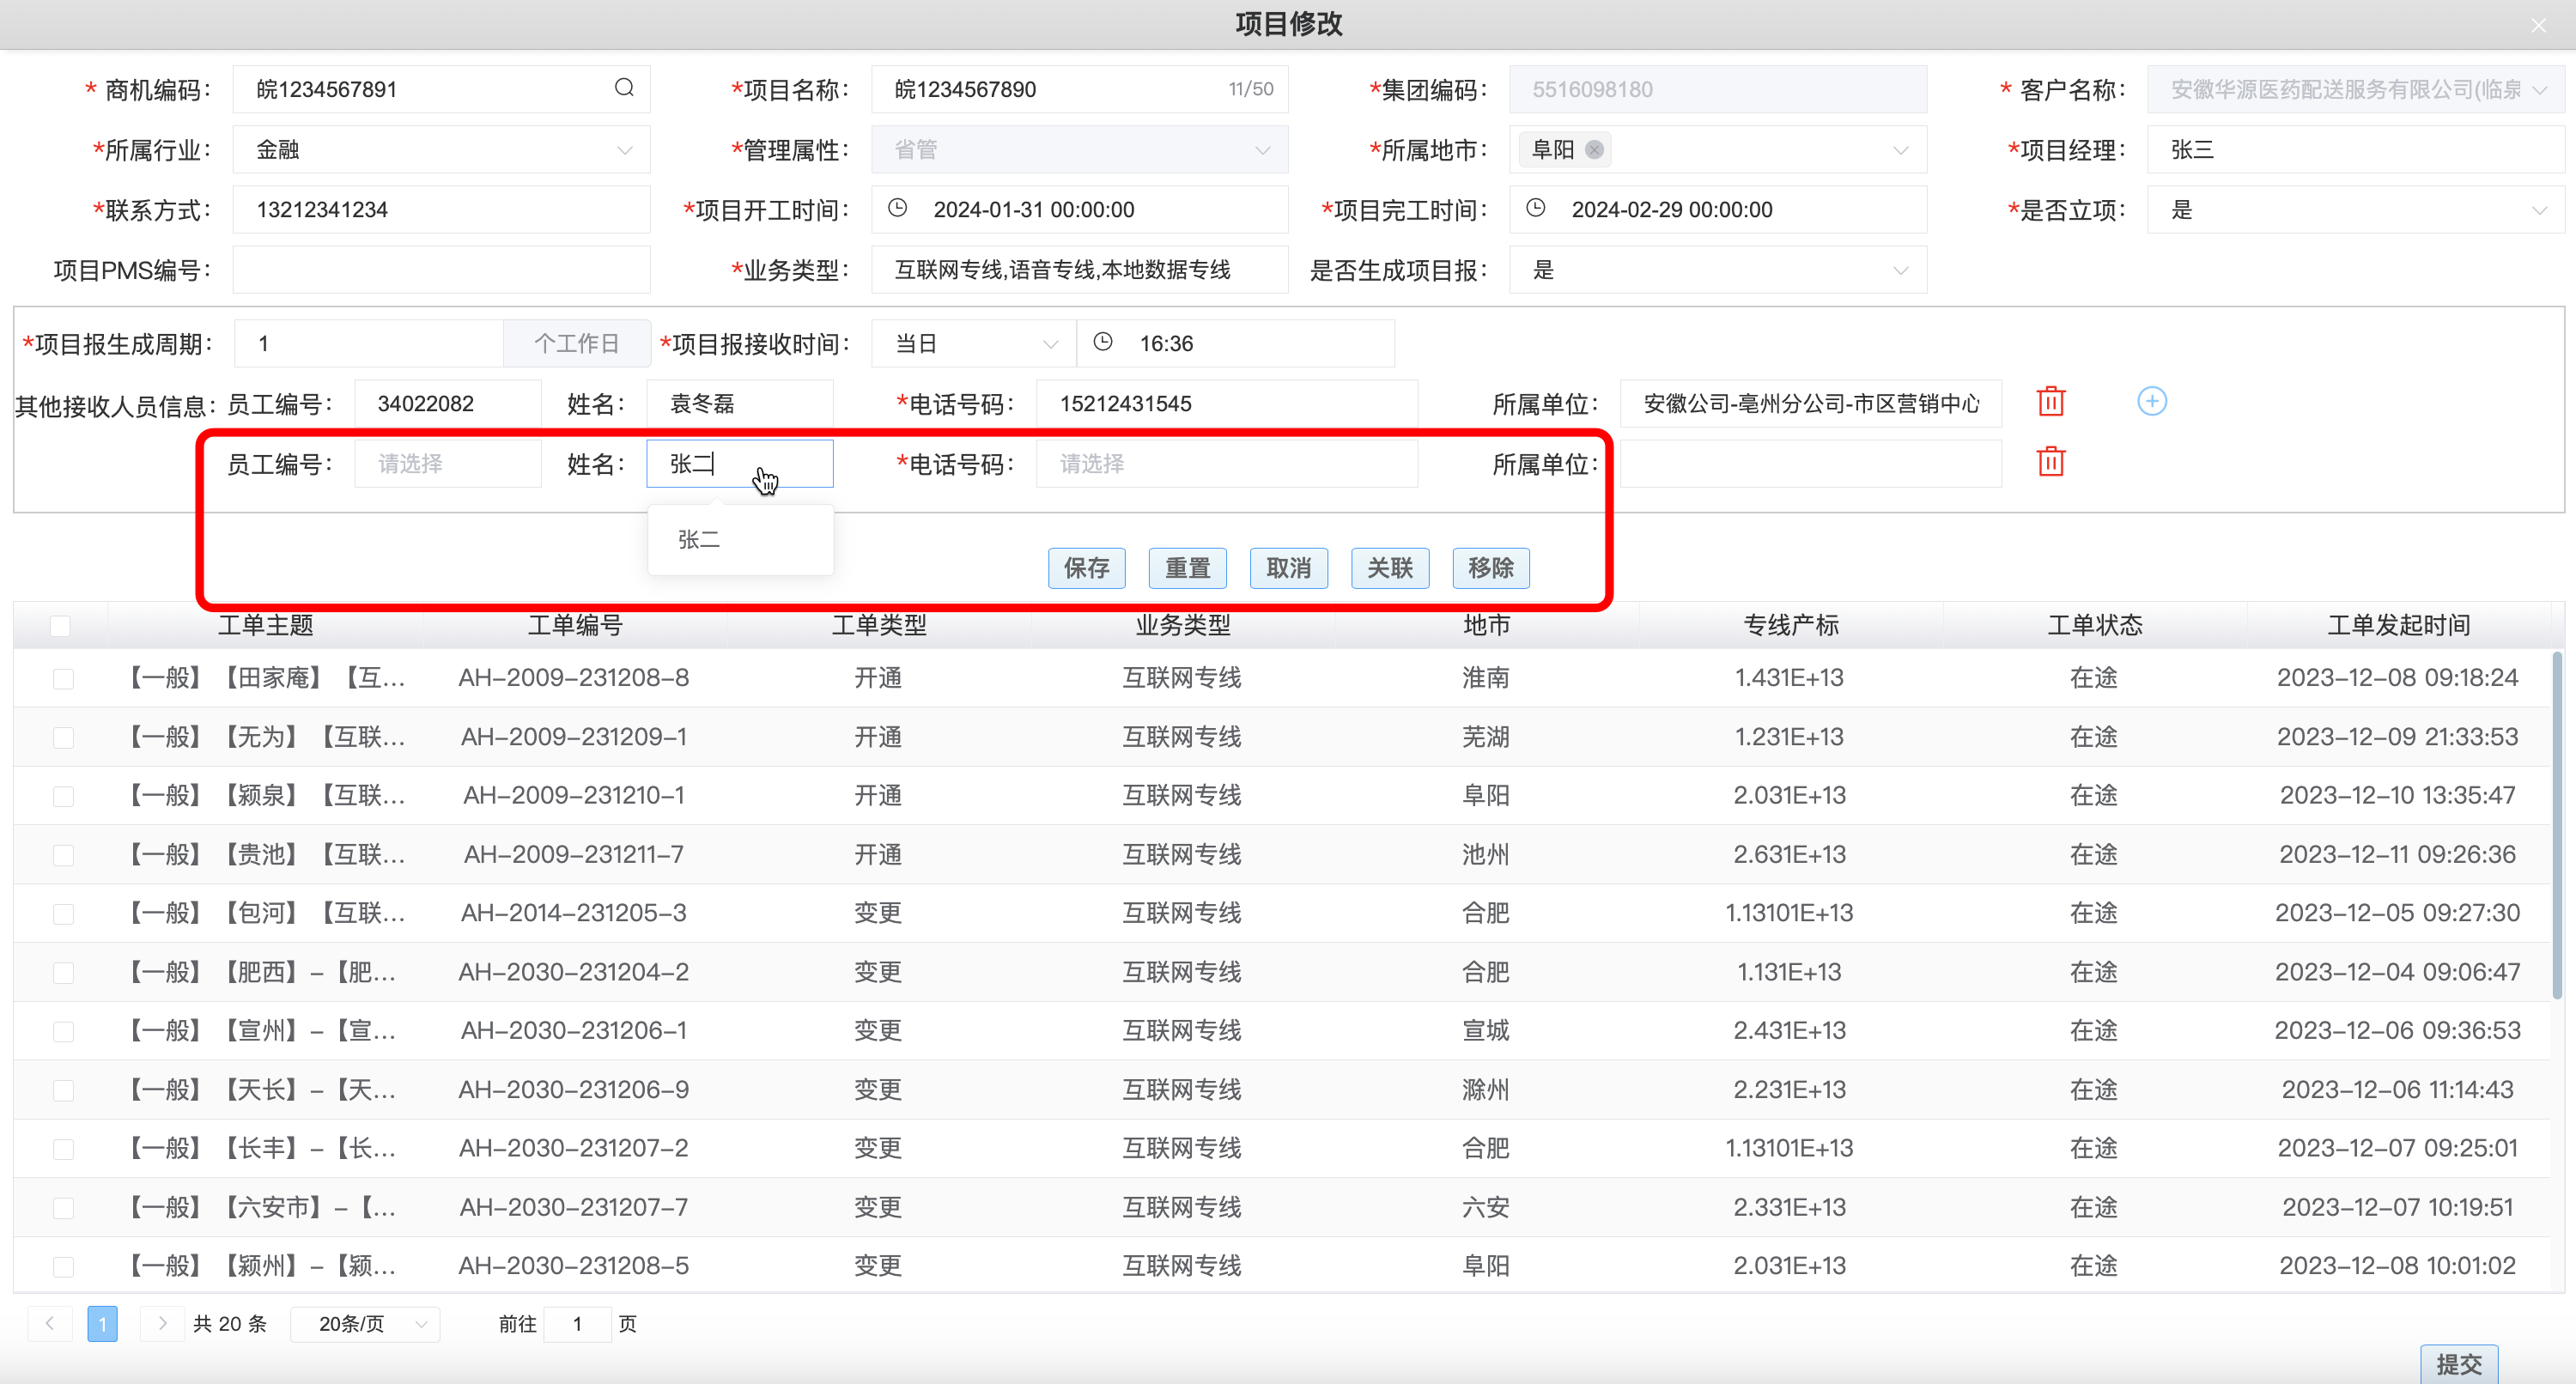 项目修改
* 商机编码： 皖1234567891 *项目名称： 皖1234567890 11/50 *集团编码： 5516098180 * 客户名称： 安徽华源医药配送服务有限公司(临泉
*所属行业： 金融 *管理属性： 省管 *所属地市： 阜阳 *项目经理： 张三
*联系方式： 13212341234 *项目开工时间： 2024-01-31 00:00:00 *项目完工时间： 2024-02-29 00:00:00 *是否立项： 是
项目PMS编号： *业务类型： 互联网专线,语音专线,本地数据专线 是否生成项目报： 是
*项目报生成周期： 1 个工作日 *项目报接收时间： 当日 16:36
其他接收人员信息： 员工编号： 34022082 姓名： 袁冬磊 *电话号码： 15212431545 所属单位： 安徽公司-亳州分公司-市区营销中心
员工编号： 请选择 姓名： 张二 *电话号码： 请选择 所属单位：
张二
保存 重置 取消 关联 移除
工单主题 工单编号 工单类型 业务类型 地市 专线产标 工单状态 工单发起时间
【一般】【田家庵】【互... AH-2009-231208-8 开通 互联网专线 淮南 1.431E+13 在途 2023-12-08 09:18:24
【一般】【无为】【互联... AH-2009-231209-1 开通 互联网专线 芜湖 1.231E+13 在途 2023-12-09 21:33:53
【一般】【颍泉】【互联... AH-2009-231210-1 开通 互联网专线 阜阳 2.031E+13 在途 2023-12-10 13:35:47
【一般】【贵池】【互联... AH-2009-231211-7 开通 互联网专线 池州 2.631E+13 在途 2023-12-11 09:26:36
【一般】【包河】【互联... AH-2014-231205-3 变更 互联网专线 合肥 1.13101E+13 在途 2023-12-05 09:27:30
【一般】【肥西】-【肥... AH-2030-231204-2 变更 互联网专线 合肥 1.131E+13 在途 2023-12-04 09:06:47
【一般】【宣州】-【宣... AH-2030-231206-1 变更 互联网专线 宣城 2.431E+13 在途 2023-12-06 09:36:53
【一般】【天长】-【天... AH-2030-231206-9 变更 互联网专线 滁州 2.231E+13 在途 2023-12-06 11:14:43
【一般】【长丰】-【长... AH-2030-231207-2 变更 互联网专线 合肥 1.13101E+13 在途 2023-12-07 09:25:01
【一般】【六安市】-【... AH-2030-231207-7 变更 互联网专线 六安 2.331E+13 在途 2023-12-07 10:19:51
【一般】【颍州】-【颍... AH-2030-231208-5 变更 互联网专线 阜阳 2.031E+13 在途 2023-12-08 10:01:02
1 共 20 条 20条/页 前往 1 页
提交